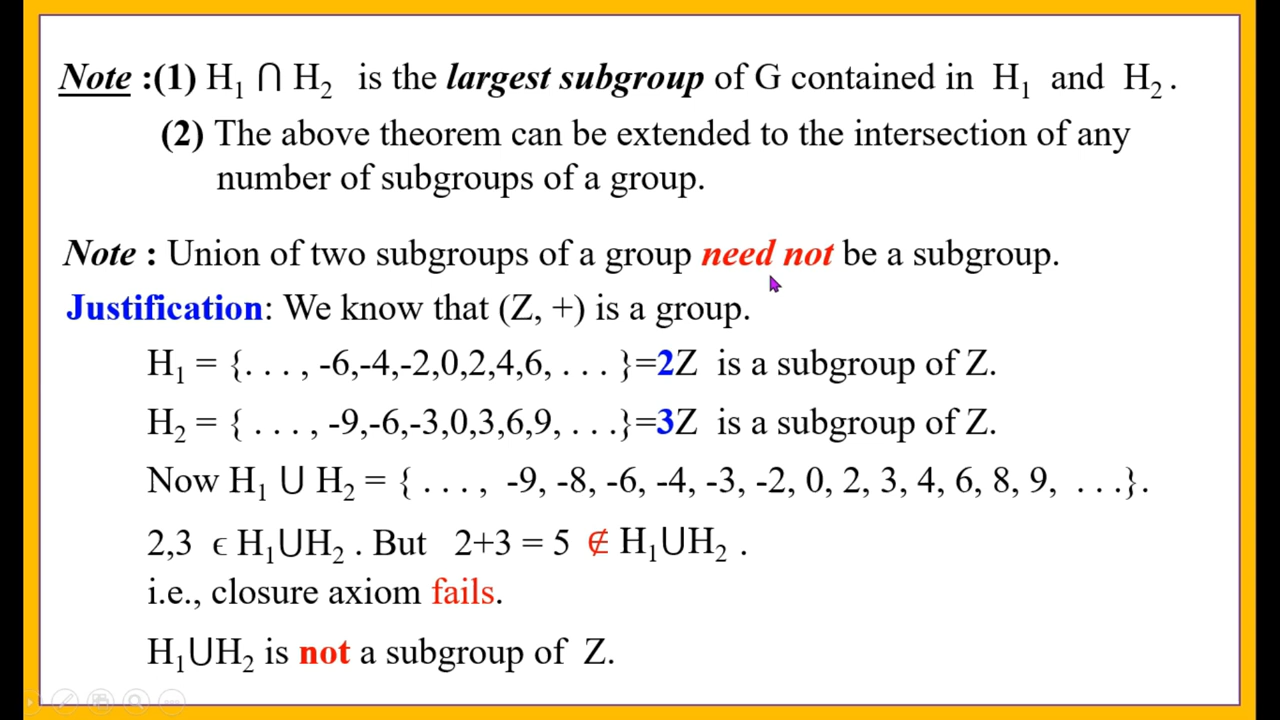 Note :(1) H₁ ⋂ H₂ is the largest subgroup of G contained in H₁ and H₂ .
(2) The above theorem can be extended to the intersection of any
number of subgroups of a group.
Note : Union of two subgroups of a group need not be a subgroup.
Justification: We know that (Z, +) is a group.
H₁ = {. . . , -6,-4,-2,0,2,4,6, . . . }=2Z is a subgroup of Z.
H₂ = { . . . , -9,-6,-3,0,3,6,9, . . .}=3Z is a subgroup of Z.
Now H₁ ⋃ H₂ = { . . . , -9, -8, -6, -4, -3, -2, 0, 2, 3, 4, 6, 8, 9, . . .}.
2,3 ϵ H₁⋃H₂ . But 2+3 = 5 ∉ H₁⋃H₂ .
i.e., closure axiom fails.
H₁⋃H₂ is not a subgroup of Z.